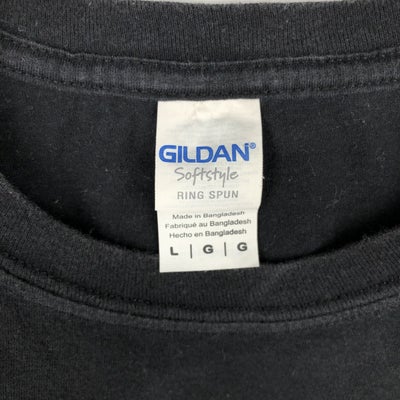 GILDAN®
Softstyle
RING SPUN
Made in Bangladesh
Fabriqué au Bangladesh
Hecho en Bangladesh
L | G | G